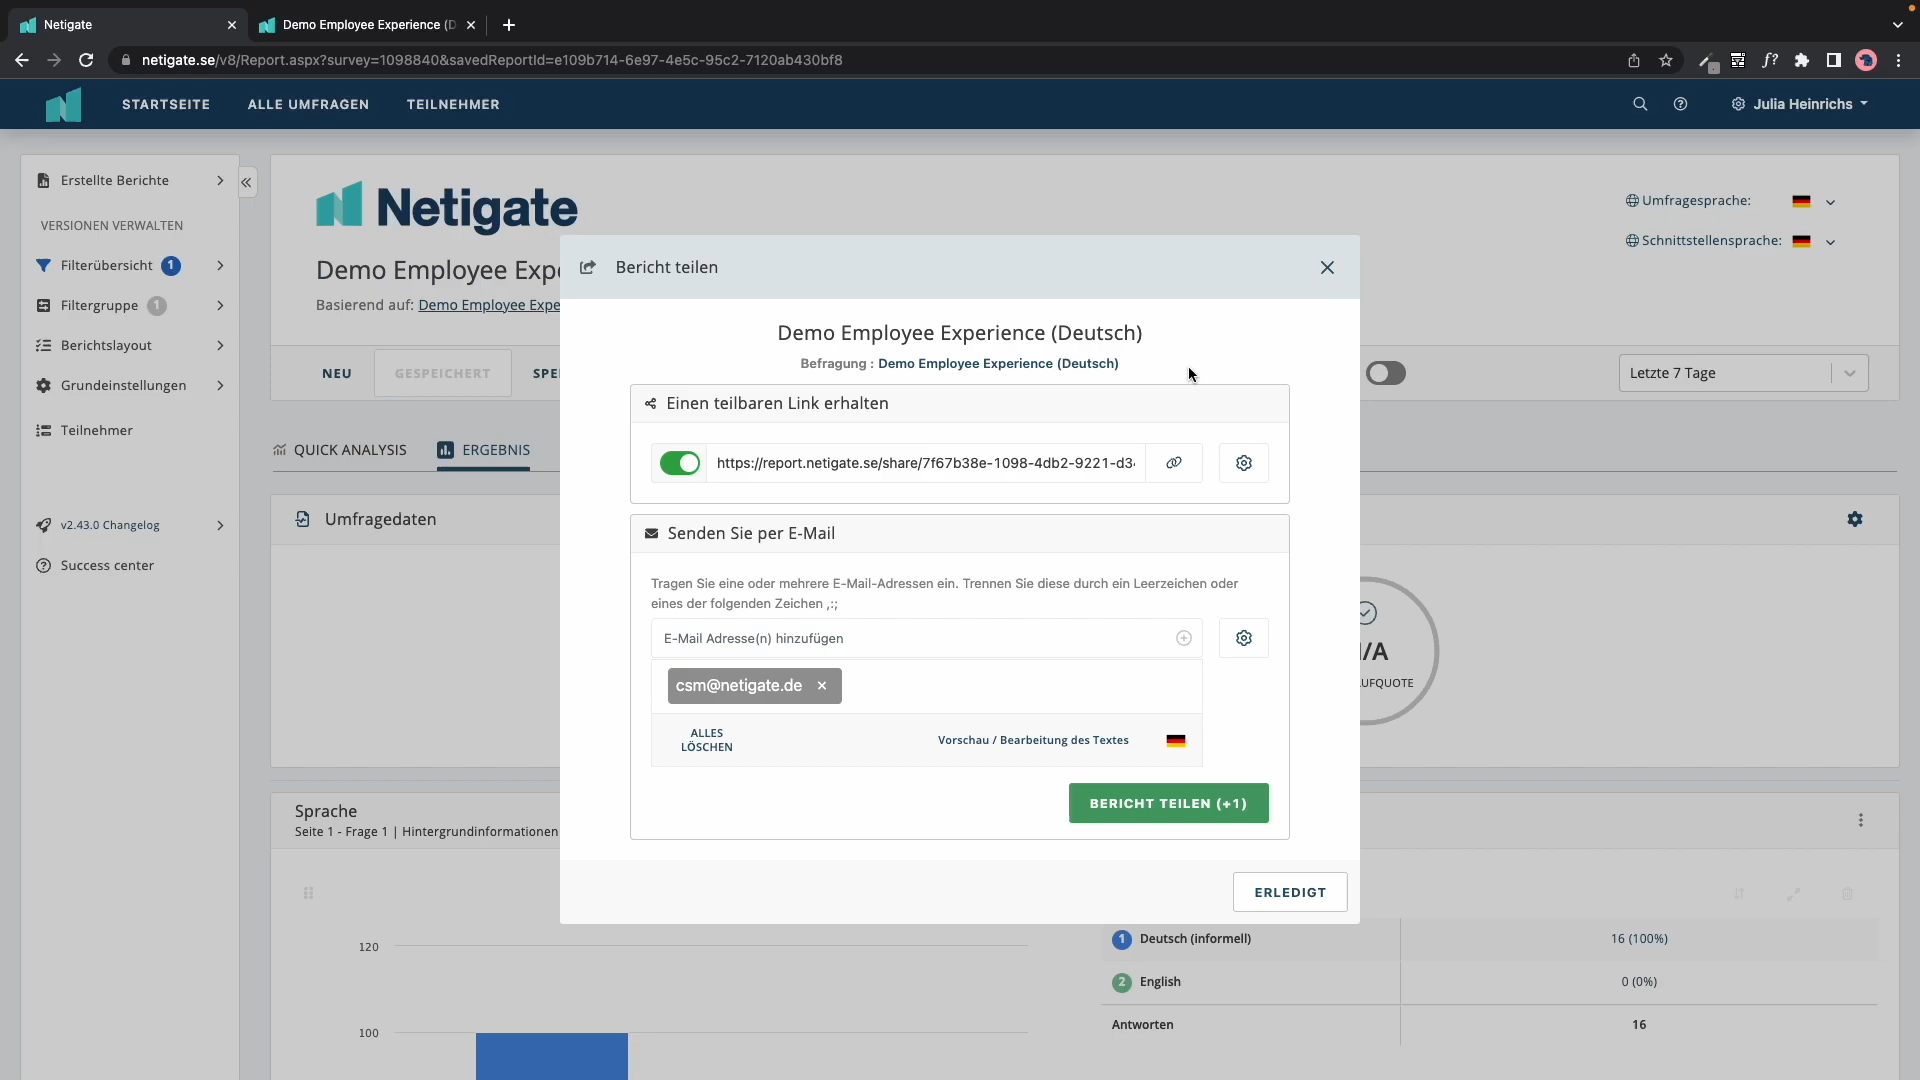 Netigate
Demo Employee Experience (D
netigate.se/v8/Report.aspx?survey=1098840&savedReportId=e109b714-6e97-4e5c-95c2-7120ab430bf8
f?
STARTSEITE
ALLE UMFRAGEN
TEILNEHMER
Julia Heinrichs
Erstellte Berichte
VERSIONEN VERWALTEN
Filterübersicht 1
Filtergruppe 1
Berichtslayout
Grundeinstellungen
Teilnehmer
v2.43.0 Changelog
Success center
Netigate
Umfragesprache:
Schnittstellensprache:
Demo Employee Exp
Basierend auf: Demo Employee Expe
NEU
GESPEICHERT
SPE
Letzte 7 Tage
QUICK ANALYSIS
ERGEBNIS
Umfragedaten
/A
UFQUOTE
Bericht teilen
Demo Employee Experience (Deutsch)
Befragung : Demo Employee Experience (Deutsch)
Einen teilbaren Link erhalten
https://report.netigate.se/share/7f67b38e-1098-4db2-9221-d3
Senden Sie per E-Mail
Tragen Sie eine oder mehrere E-Mail-Adressen ein. Trennen Sie diese durch ein Leerzeichen oder
eines der folgenden Zeichen ,:;
E-Mail Adresse(n) hinzufügen
csm@netigate.de
ALLES
LÖSCHEN
Vorschau / Bearbeitung des Textes
BERICHT TEILEN (+1)
ERLEDIGT
Sprache
Seite 1 - Frage 1 | Hintergrundinformationen
120
100
1 Deutsch (informell)
16 (100%)
2 English
0 (0%)
Antworten
16